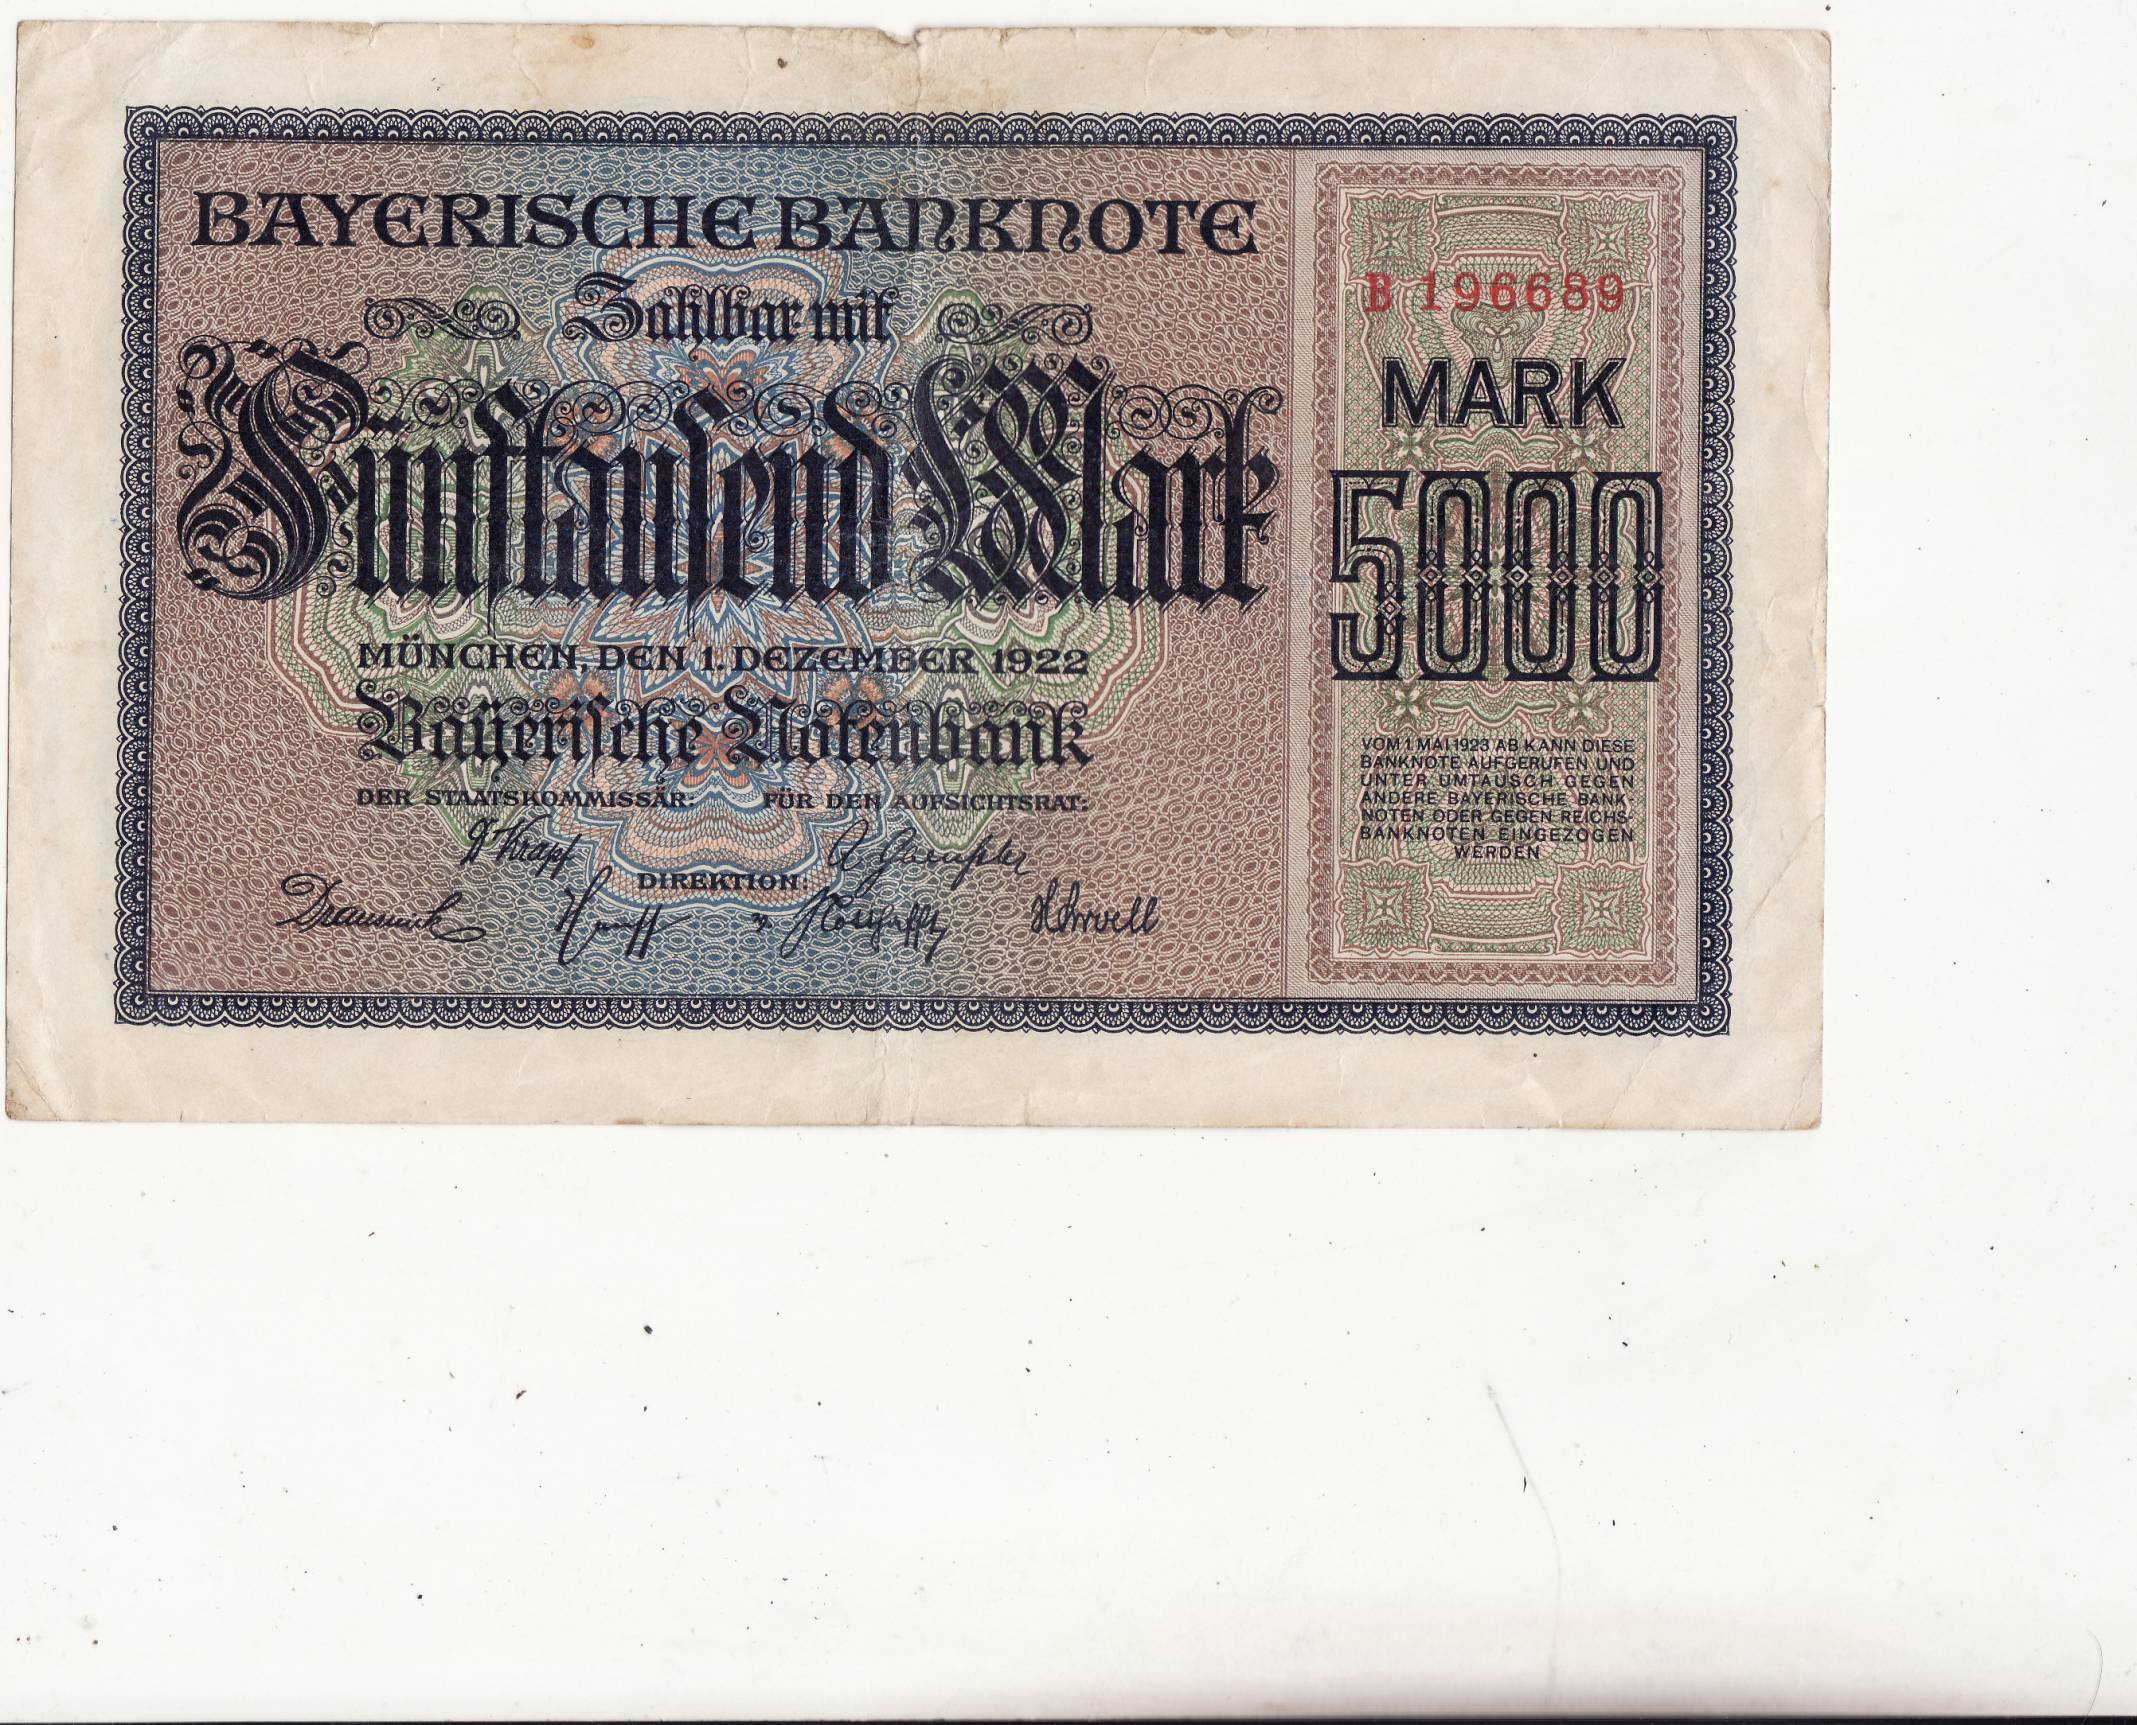 BAYERISCHE BANKNOTE
Zahlbar mit
Fünftausend Mark
MÜNCHEN, DEN 1. DEZEMBER 1922
Bayerische Notenbank
DER STAATSKOMMISSÄR: FÜR DEN AUFSICHTSRAT:
DIREKTION:
B 196689
MARK
5000
VOM 1. MAI 1923 AB KANN DIESE
BANKNOTE AUFGERUFEN UND
UNTER UMTAUSCH GEGEN
ANDERE BAYERISCHE BANK-
NOTEN ODER GEGEN REICHS-
BANKNOTEN EINGEZOGEN
WERDEN